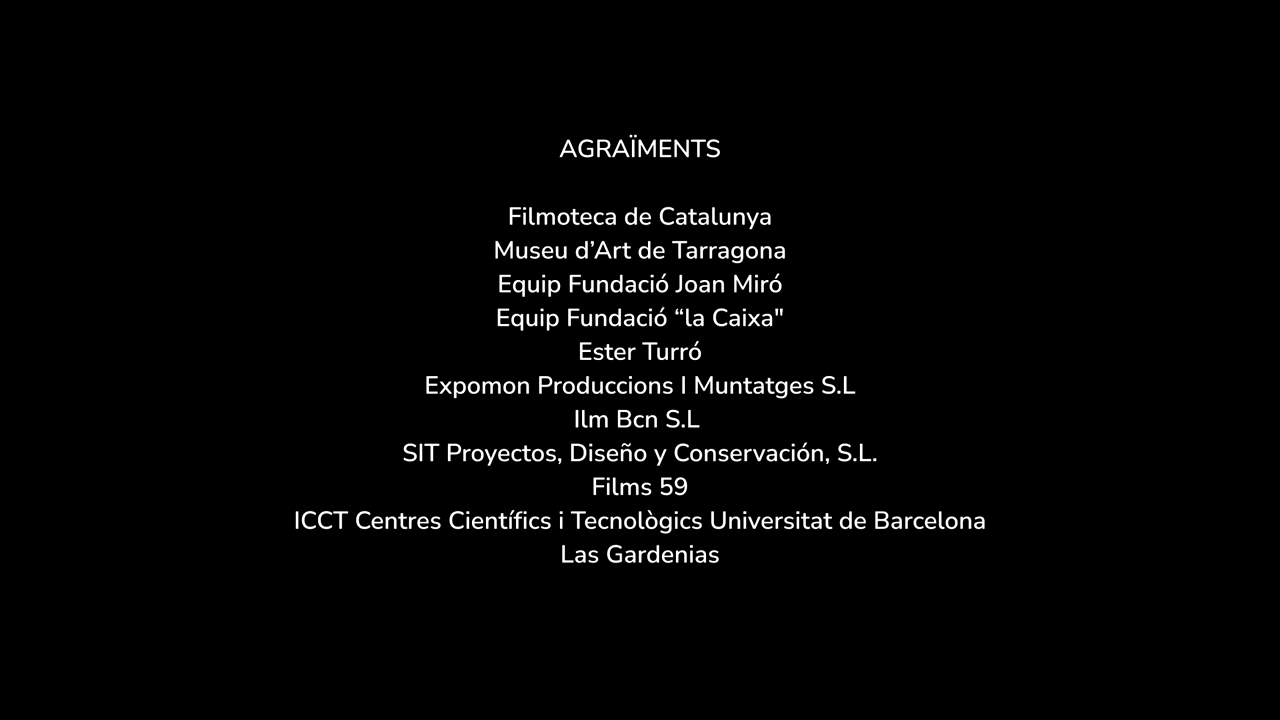 AGRAÏMENTS
Filmoteca de Catalunya
Museu d’Art de Tarragona
Equip Fundació Joan Miró
Equip Fundació “la Caixa"
Ester Turró
Expomon Produccions I Muntatges S.L
Ilm Bcn S.L
SIT Proyectos, Diseño y Conservación, S.L.
Films 59
ICCT Centres Científics i Tecnològics Universitat de Barcelona
Las Gardenias